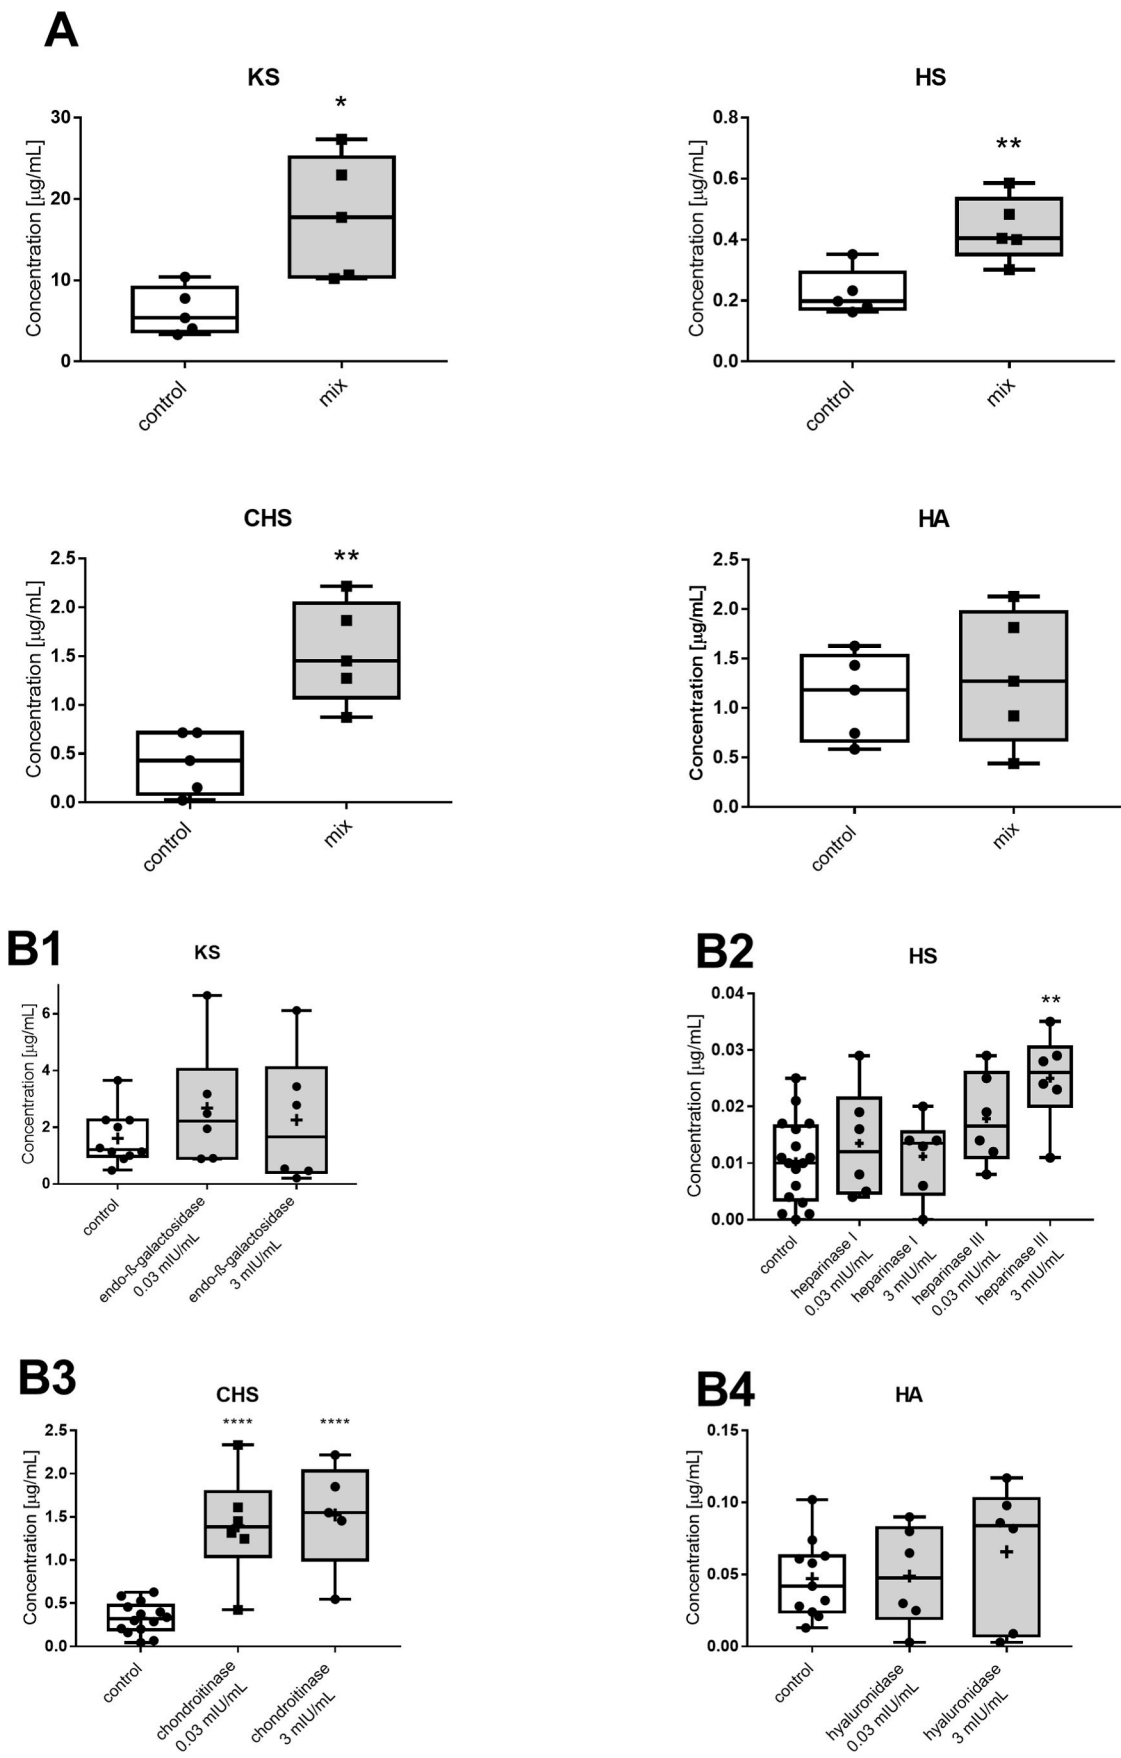 A
KS
*
Concentration [µg/mL]
30
20
10
0
control
mix
HS
**
Concentration [µg/mL]
0.8
0.6
0.4
0.2
0.0
control
mix
CHS
**
Concentration [µg/mL]
2.5
2.0
1.5
1.0
0.5
0.0
control
mix
HA
Concentration [µg/mL]
2.5
2.0
1.5
1.0
0.5
0.0
control
mix
B1
KS
Concentration [µg/mL]
6
4
2
0
control
endo-ß-galactosidase
0.03 mIU/mL
endo-ß-galactosidase
3 mIU/mL
B2
HS
**
Concentration [µg/mL]
0.04
0.03
0.02
0.01
0.00
control
heparinase I
0.03 mIU/mL
heparinase I
3 mIU/mL
heparinase III
0.03 mIU/mL
heparinase III
3 mIU/mL
B3
CHS
****
****
Concentration [µg/mL]
2.5
2.0
1.5
1.0
0.5
0.0
control
chondroitinase
0.03 mIU/mL
chondroitinase
3 mIU/mL
B4
HA
Concentration [µg/mL]
0.15
0.10
0.05
0.00
control
hyaluronidase
0.03 mIU/mL
hyaluronidase
3 mIU/mL